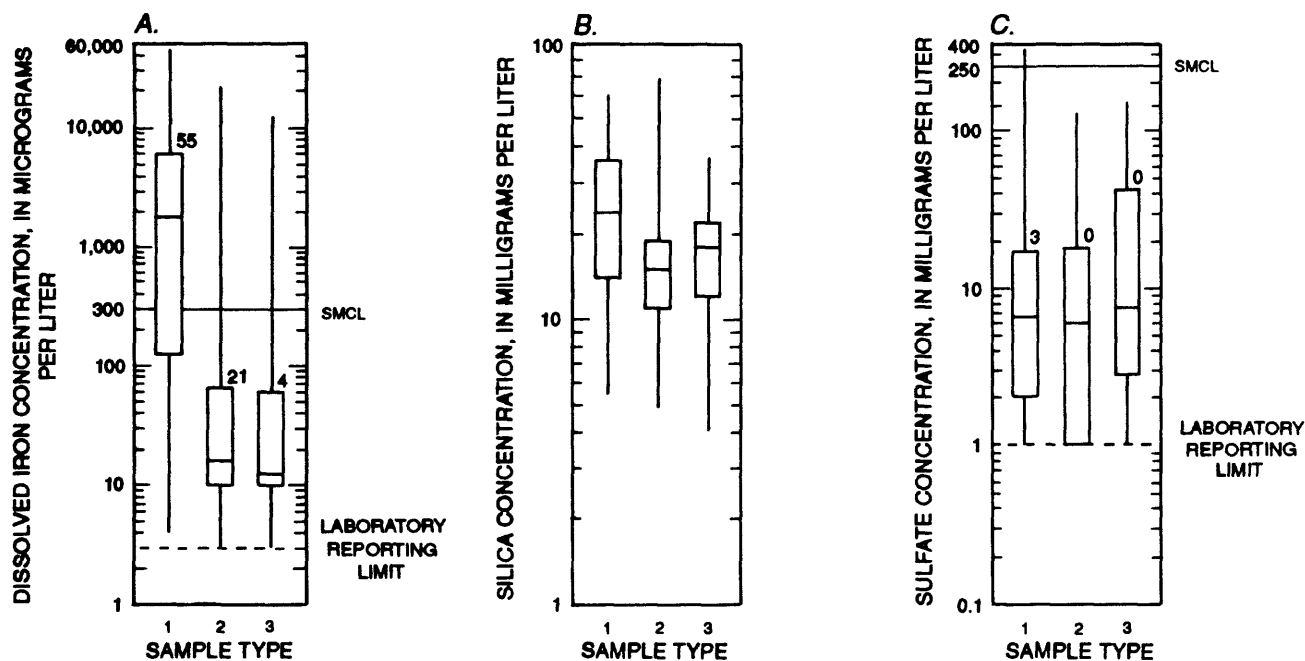 A.
DISSOLVED IRON CONCENTRATION, IN MICROGRAMS
PER LITER
60,000
10,000
1,000
300
100
10
1
55
21
4
SMCL
LABORATORY
REPORTING
LIMIT
1 2 3
SAMPLE TYPE
B.
SILICA CONCENTRATION, IN MILLIGRAMS PER LITER
100
10
1
1 2 3
SAMPLE TYPE
C.
SULFATE CONCENTRATION, IN MILLIGRAMS PER LITER
400
250
100
10
1
0.1
3
0
0
SMCL
LABORATORY
REPORTING
LIMIT
1 2 3
SAMPLE TYPE